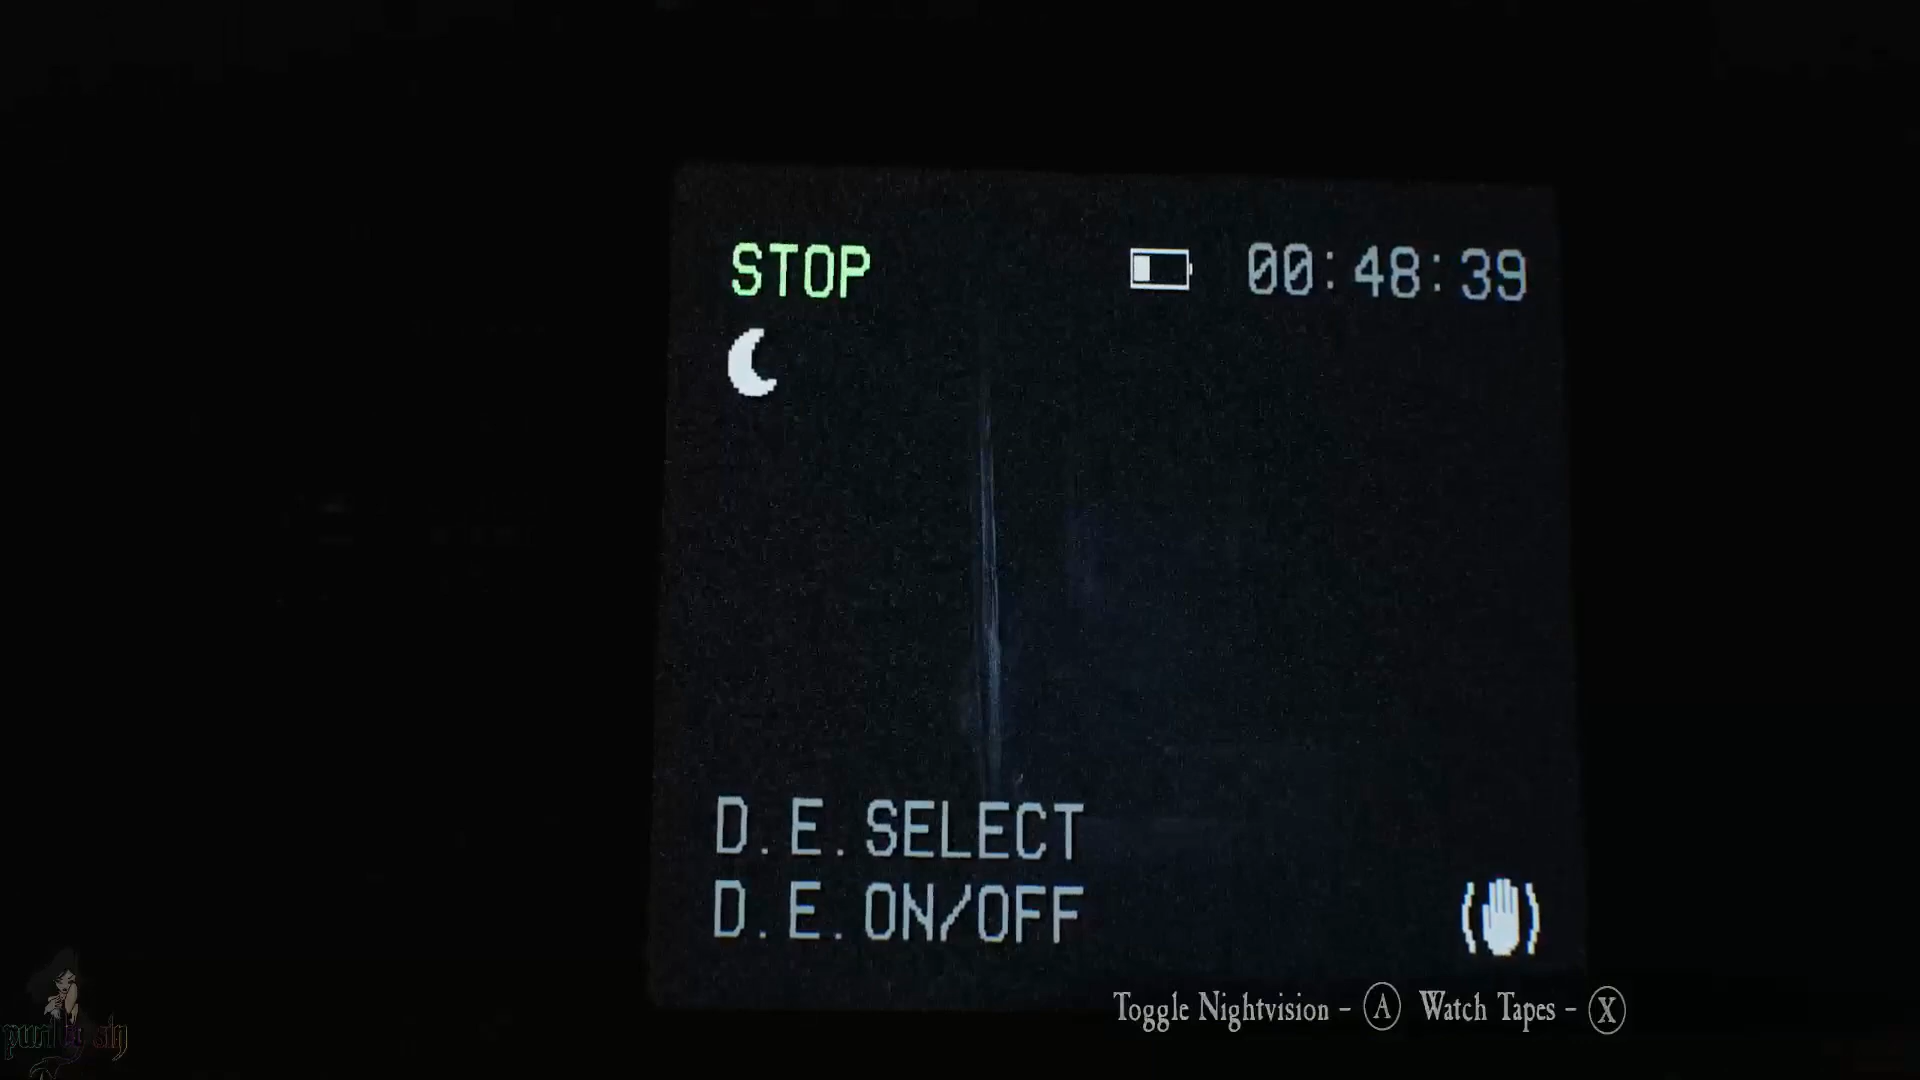 STOP 00:48:39
D.E.SELECT
D.E.ON/OFF
Toggle Nightvision - A Watch Tapes - X